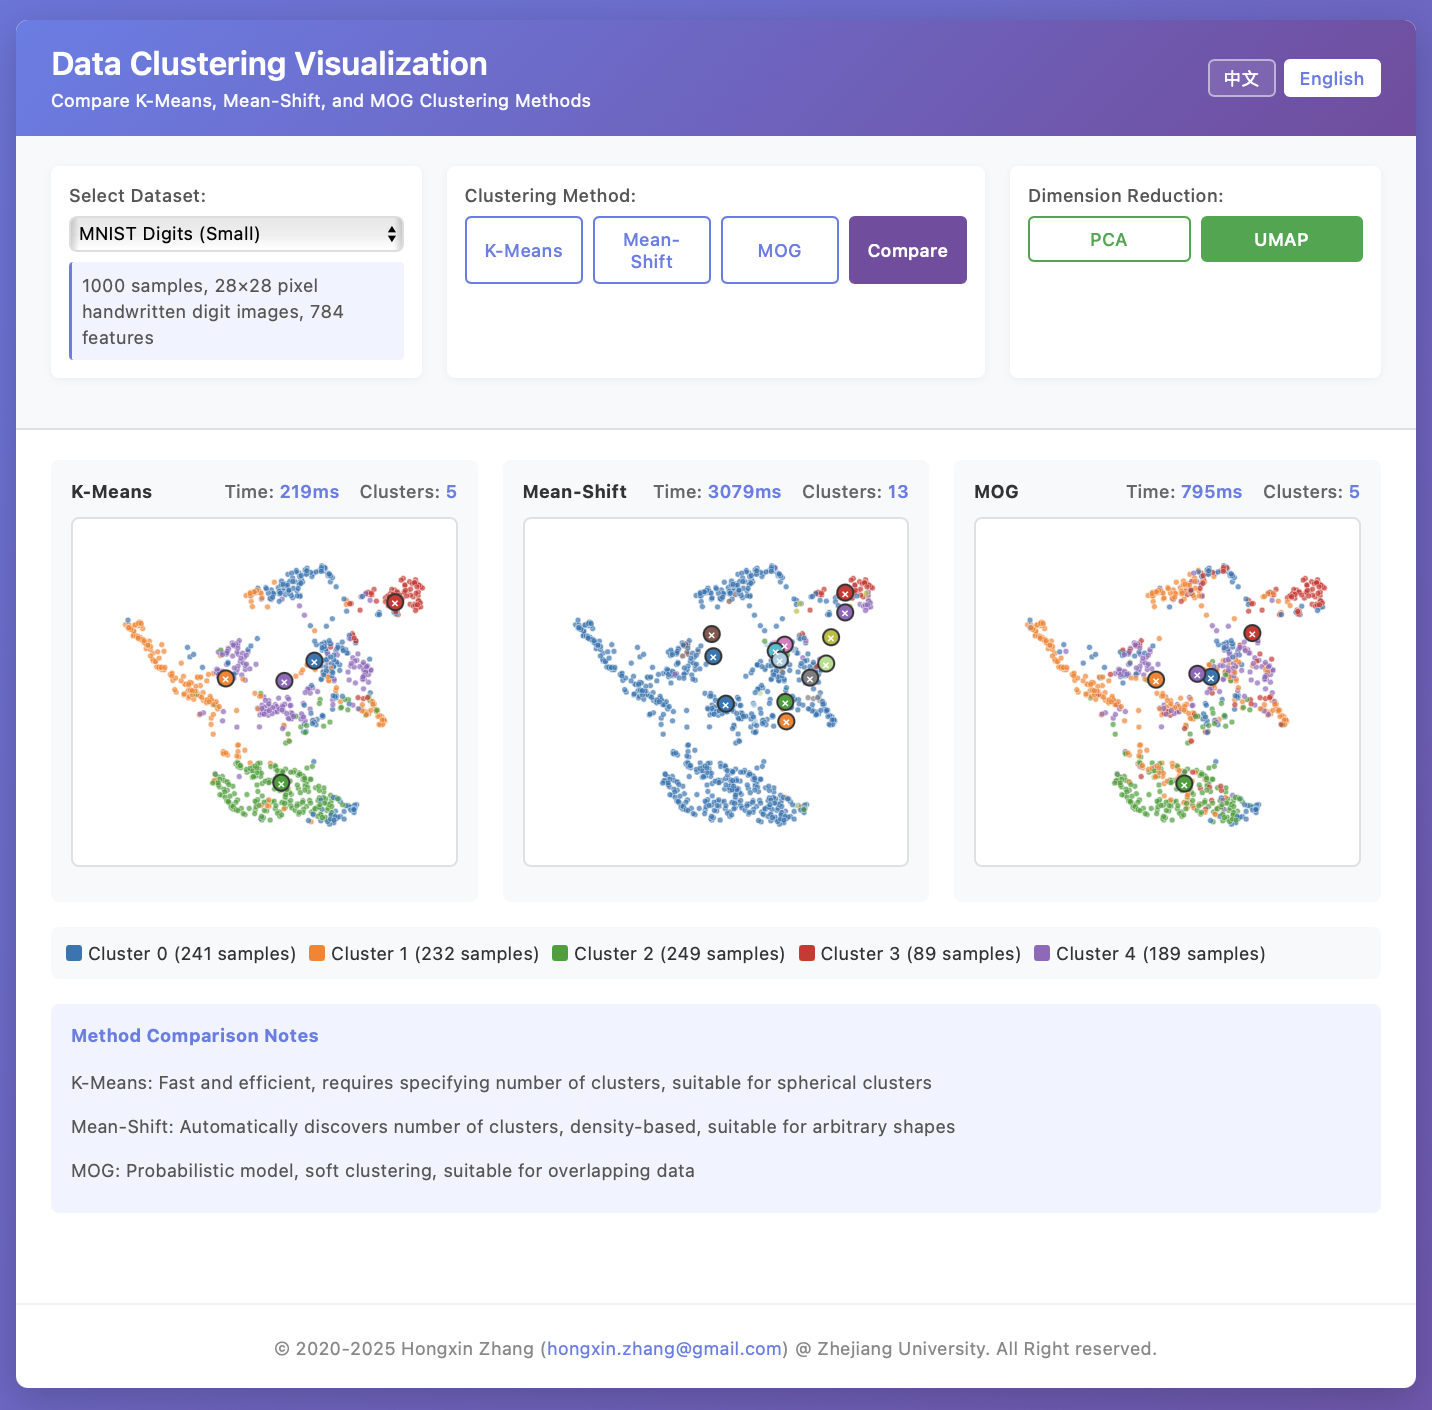 Data Clustering Visualization
Compare K-Means, Mean-Shift, and MOG Clustering Methods
中文
English
Select Dataset:
MNIST Digits (Small)
1000 samples, 28×28 pixel
handwritten digit images, 784
features
Clustering Method:
K-Means
Mean-
Shift
MOG
Compare
Dimension Reduction:
PCA
UMAP
K-Means Time: 219ms Clusters: 5
Mean-Shift Time: 3079ms Clusters: 13
MOG Time: 795ms Clusters: 5
Cluster 0 (241 samples) Cluster 1 (232 samples) Cluster 2 (249 samples) Cluster 3 (89 samples) Cluster 4 (189 samples)
Method Comparison Notes
K-Means: Fast and efficient, requires specifying number of clusters, suitable for spherical clusters
Mean-Shift: Automatically discovers number of clusters, density-based, suitable for arbitrary shapes
MOG: Probabilistic model, soft clustering, suitable for overlapping data
© 2020-2025 Hongxin Zhang (hongxin.zhang@gmail.com) @ Zhejiang University. All Right reserved.